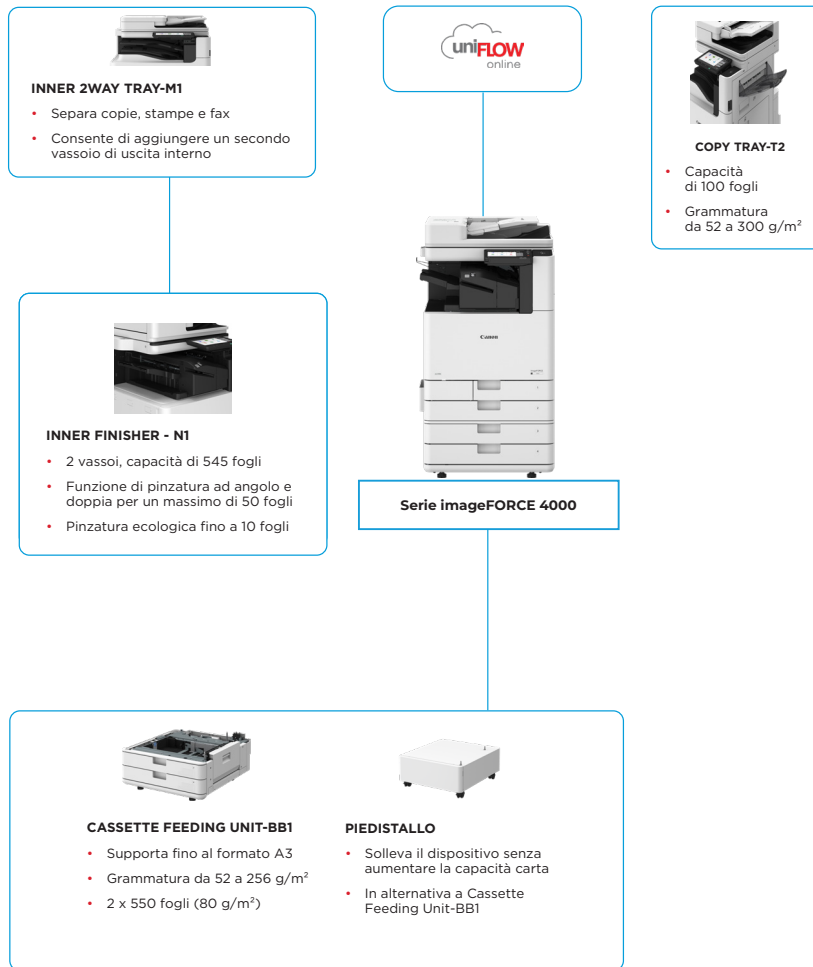 INNER 2WAY TRAY-M1
• Separa copie, stampe e fax
• Consente di aggiungere un secondo
vassoio di uscita interno
uniFLOW
online
COPY TRAY-T2
• Capacità
di 100 fogli
• Grammatura
da 52 a 300 g/m²
INNER FINISHER - N1
• 2 vassoi, capacità di 545 fogli
• Funzione di pinzatura ad angolo e
doppia per un massimo di 50 fogli
• Pinzatura ecologica fino a 10 fogli
Canon
Serie imageFORCE 4000
CASSETTE FEEDING UNIT-BB1
• Supporta fino al formato A3
• Grammatura da 52 a 256 g/m²
• 2 x 550 fogli (80 g/m²)
PIEDISTALLO
• Solleva il dispositivo senza
aumentare la capacità carta
• In alternativa a Cassette
Feeding Unit-BB1